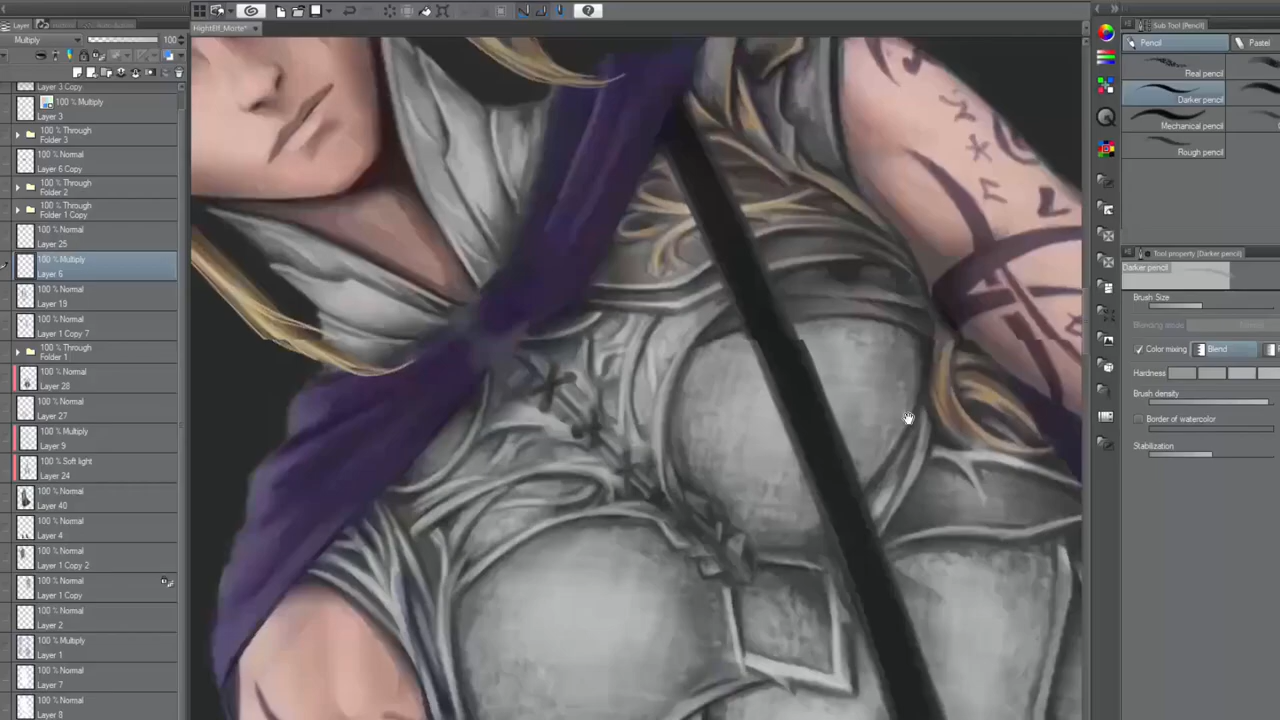 HightElf_Mozte*
Layer
Multiply
100
Layer 3 Copy
100 % Multiply
Layer 3
100 % Through
Folder 3
100 % Normal
Layer 6 Copy
100 % Through
Folder 2
100 % Through
Folder 1 Copy
100 % Normal
Layer 25
100 % Multiply
Layer 6
100 % Normal
Layer 19
100 % Normal
Layer 1 Copy 7
100 % Through
Folder 1
100 % Normal
Layer 28
100 % Normal
Layer 27
100 % Multiply
Layer 9
100 % Soft light
Layer 24
100 % Normal
Layer 40
100 % Normal
Layer 4
100 % Normal
Layer 1 Copy 2
100 % Normal
Layer 1 Copy
100 % Normal
Layer 2
100 % Multiply
Layer 1
100 % Normal
Layer 7
100 % Normal
Layer 8
Sub Tool [Pencil]
Pencil
Pastel
Real pencil
Darker pencil
Mechanical pencil
Rough pencil
Tool property [Darker pencil]
Darker pencil
Brush Size
Color mixing
Blend
Hardness
Brush density
Border of watercolor
Stabilization